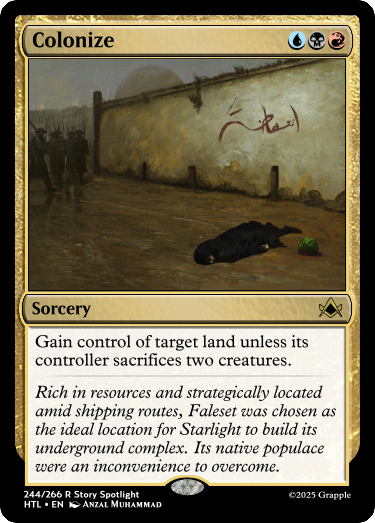 Colonize
Sorcery
Gain control of target land unless its
controller sacrifices two creatures.
Rich in resources and strategically located
amid shipping routes, Faleset was chosen as
the ideal location for Starlight to build its
underground complex. Its native populace
were an inconvenience to overcome.
244/266 R Story Spotlight
HTL • EN Anzal Muhammad
©2025 Grapple